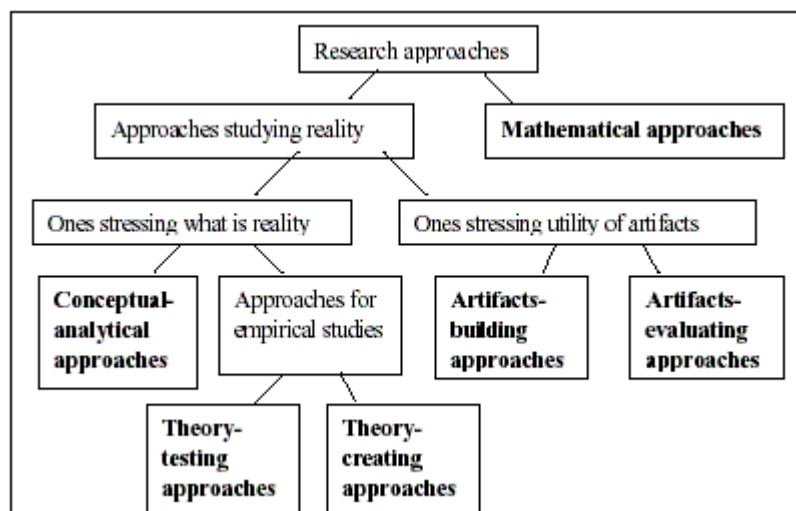 Research approaches
Approaches studying reality
Mathematical approaches
Ones stressing what is reality
Ones stressing utility of artifacts
Conceptual-
analytical
approaches
Approaches for
empirical studies
Artifacts-
building
approaches
Artifacts-
evaluating
approaches
Theory-
testing
approaches
Theory-
creating
approaches